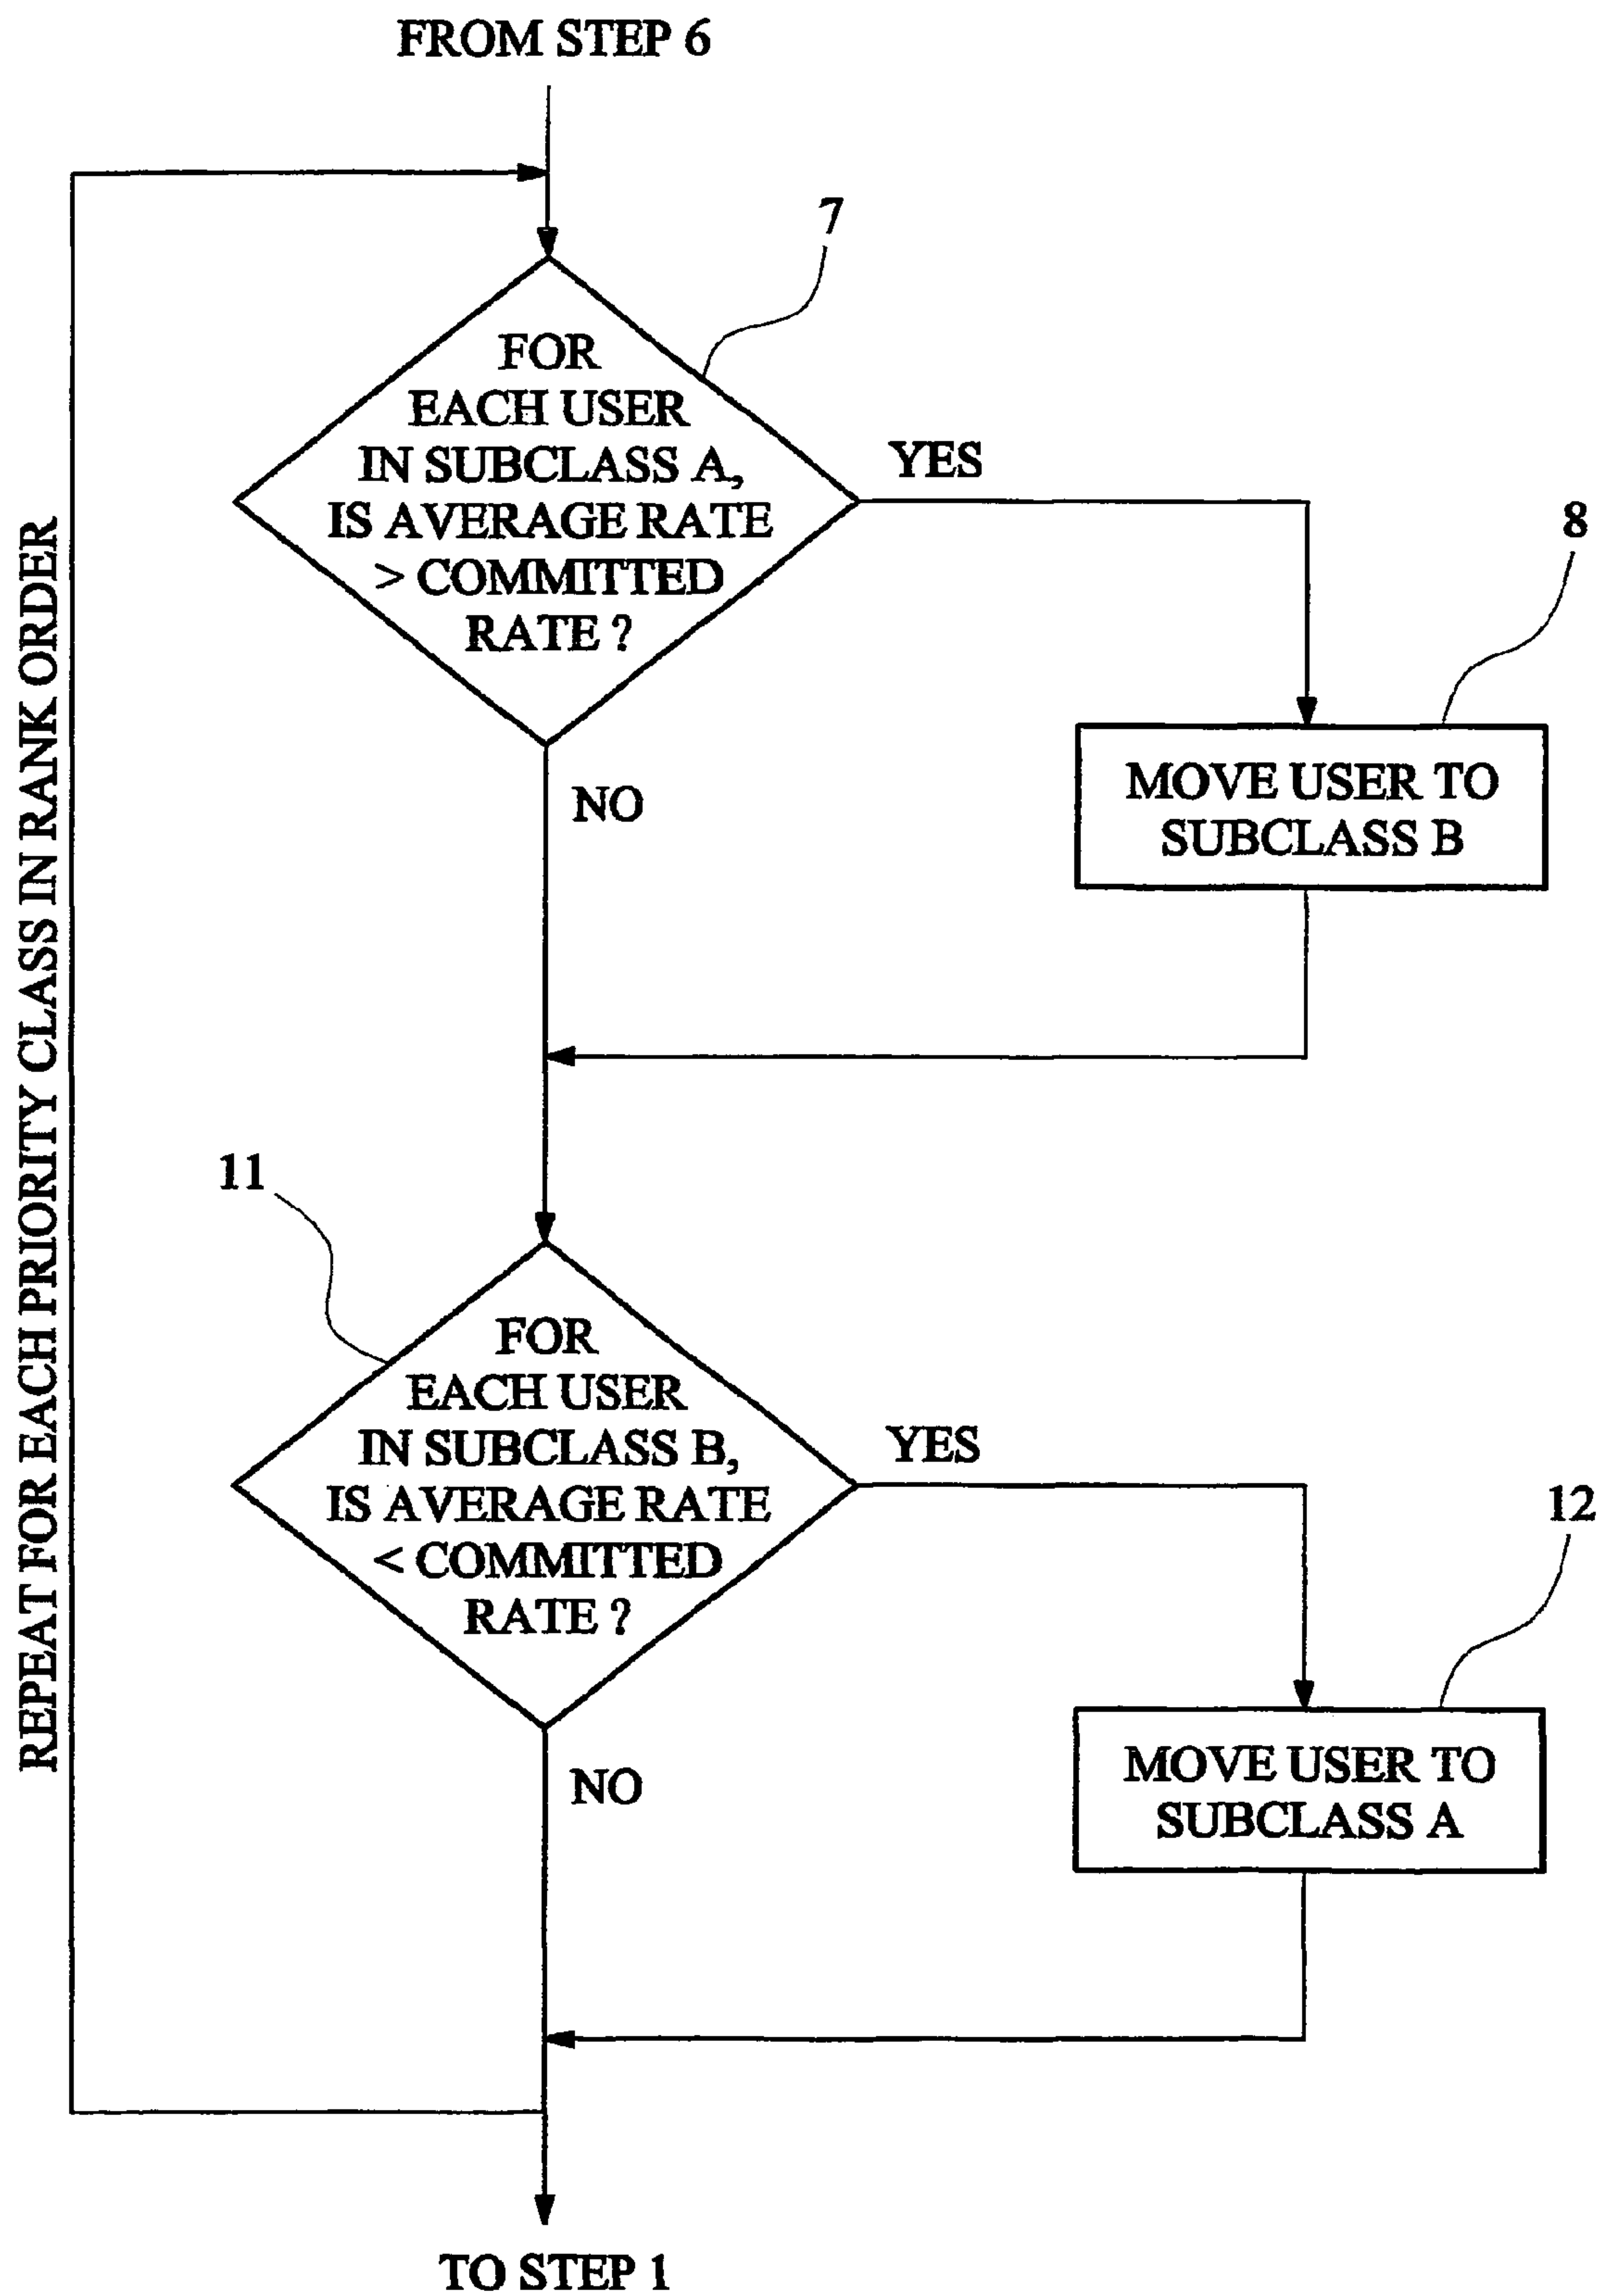 FROM STEP 6
7
FOR
EACH USER
IN SUBCLASS A,
IS AVERAGE RATE
> COMMITTED
RATE ?
YES
8
MOVE USER TO
SUBCLASS B
NO
REPEAT FOR EACH PRIORITY CLASS IN RANK ORDER
11
FOR
EACH USER
IN SUBCLASS B,
IS AVERAGE RATE
< COMMITTED
RATE ?
YES
12
MOVE USER TO
SUBCLASS A
NO
TO STEP 1